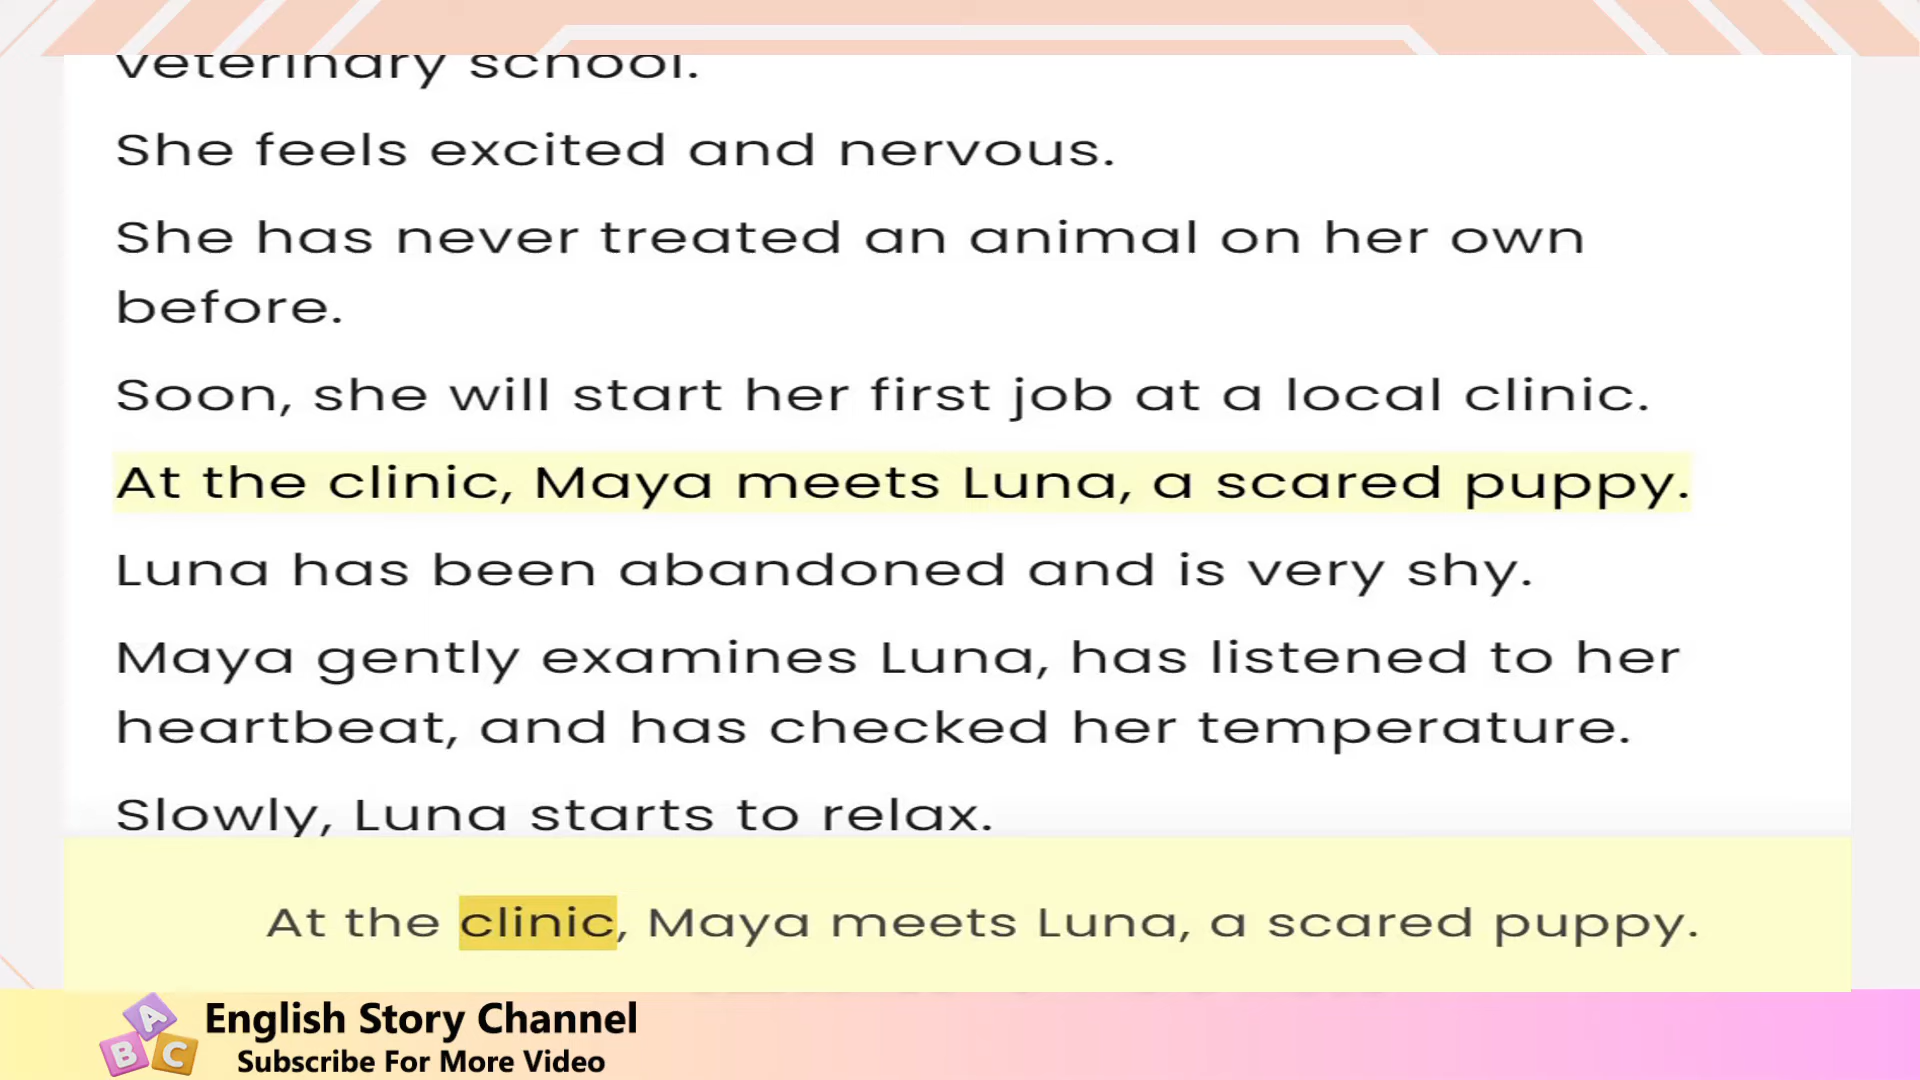 veterinary school.
She feels excited and nervous.
She has never treated an animal on her own
before.
Soon, she will start her first job at a local clinic.
At the clinic, Maya meets Luna, a scared puppy.
Luna has been abandoned and is very shy.
Maya gently examines Luna, has listened to her
heartbeat, and has checked her temperature.
Slowly, Luna starts to relax.
At the clinic, Maya meets Luna, a scared puppy.
A
B C
English Story Channel
Subscribe For More Video